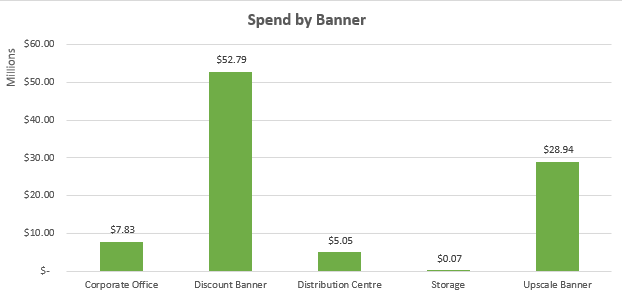 Spend by Banner
Millions
$60.00
$50.00
$40.00
$30.00
$20.00
$10.00
$-
$7.83
$52.79
$5.05
$0.07
$28.94
Corporate Office
Discount Banner
Distribution Centre
Storage
Upscale Banner